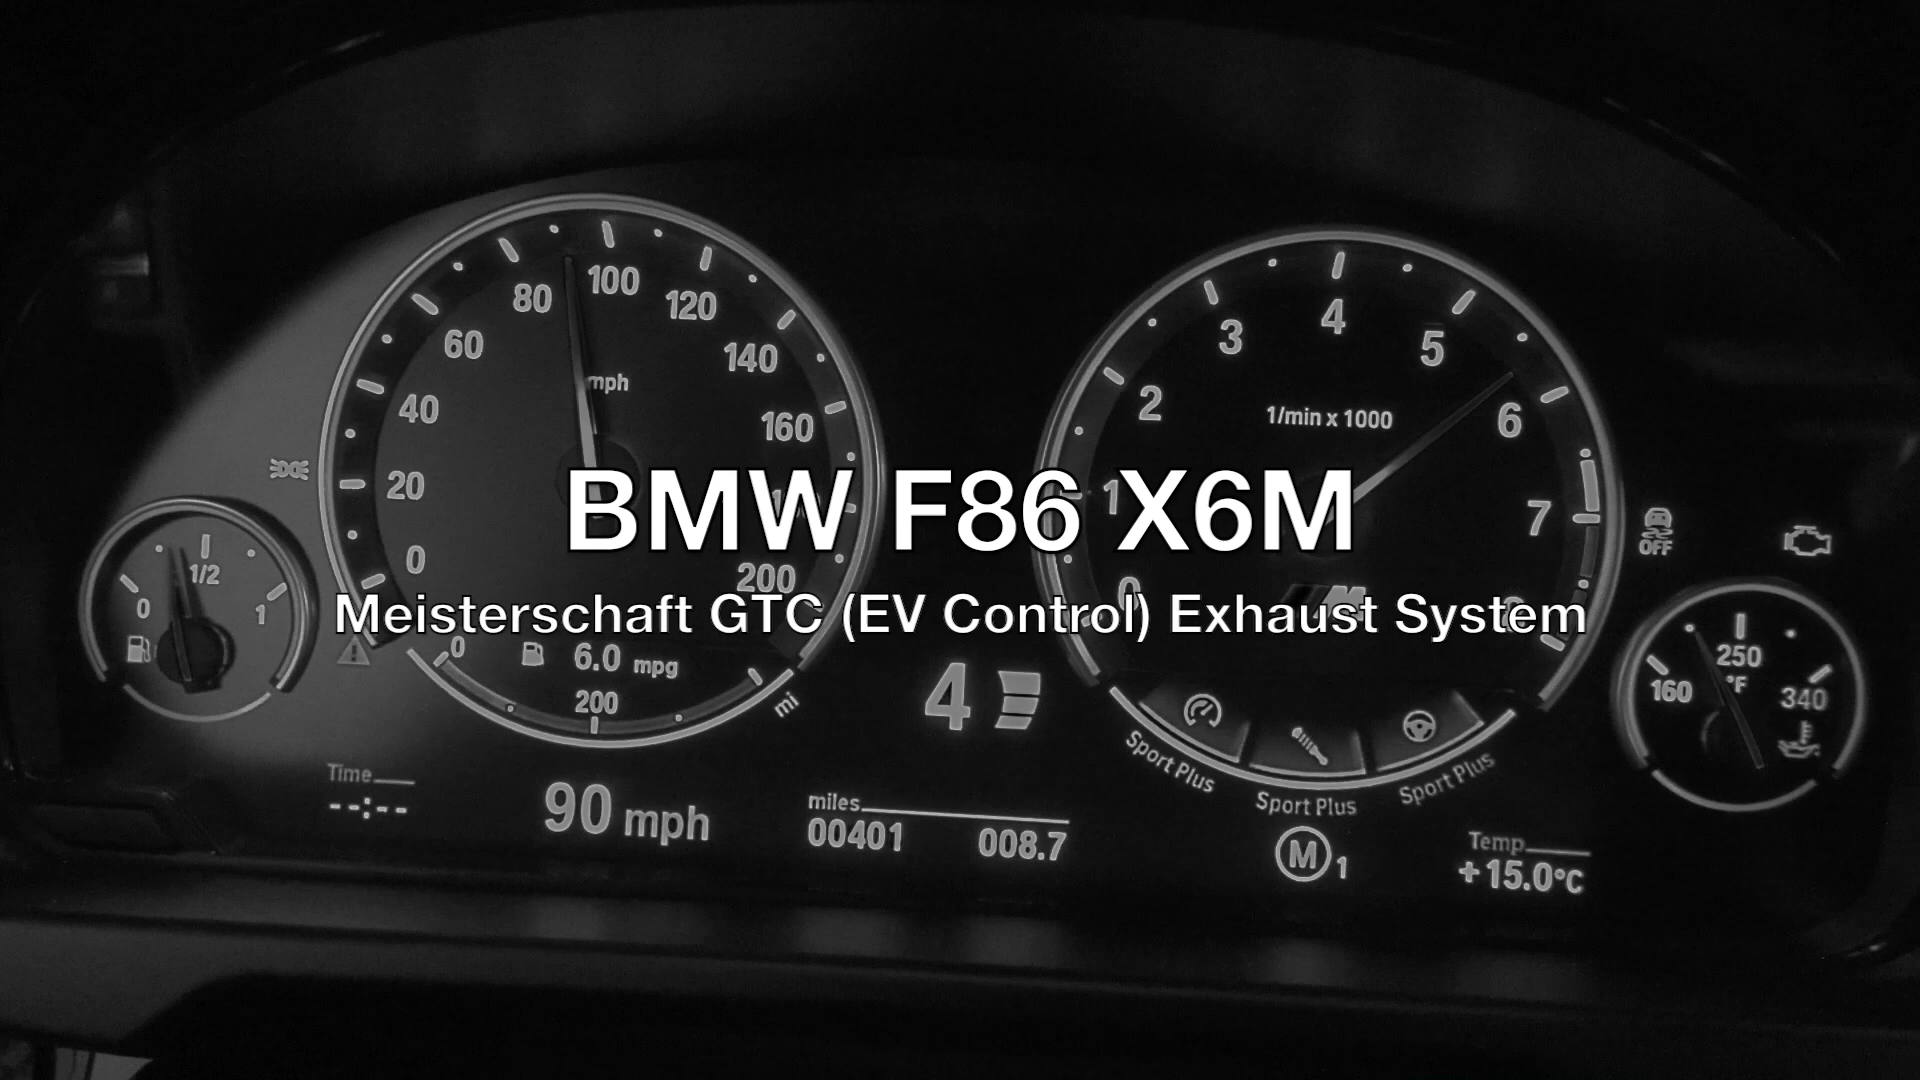 BMW F86 X6M
Meisterschaft GTC (EV Control) Exhaust System
0
20
40
60
80
100
120
140
160
200
mph
0
1/2
1
0
6.0 mpg
200
mi
4
0
1
2
3
4
5
6
7
1/min x 1000
M
OFF
160
250
°F
340
Sport Plus
Sport Plus
Sport Plus
Time
--:--
90 mph
miles
00401 008.7
M 1
Temp
+15.0°C